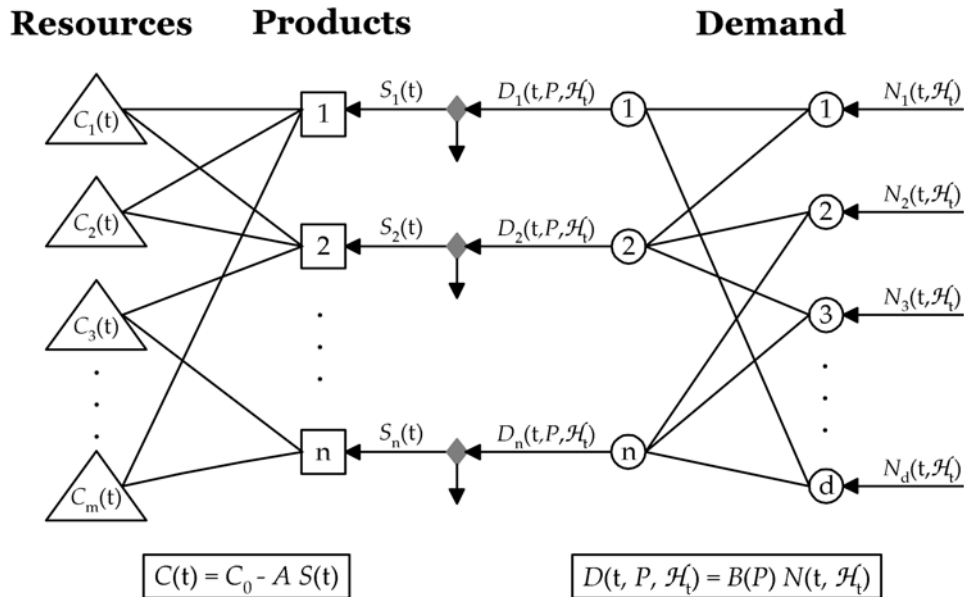 Resources Products Demand
C₁(t) 1 S₁(t) D₁(t,P,ℋₜ) 1 1 N₁(t,ℋₜ)
C₂(t) 2 S₂(t) D₂(t,P,ℋₜ) 2 2 N₂(t,ℋₜ)
C₃(t) 3 N₃(t,ℋₜ)
Cₘ(t) n Sₙ(t) Dₙ(t,P,ℋₜ) n d N_d(t,ℋₜ)
C(t) = C₀ - A S(t) D(t, P, ℋₜ) = B(P) N(t, ℋₜ)